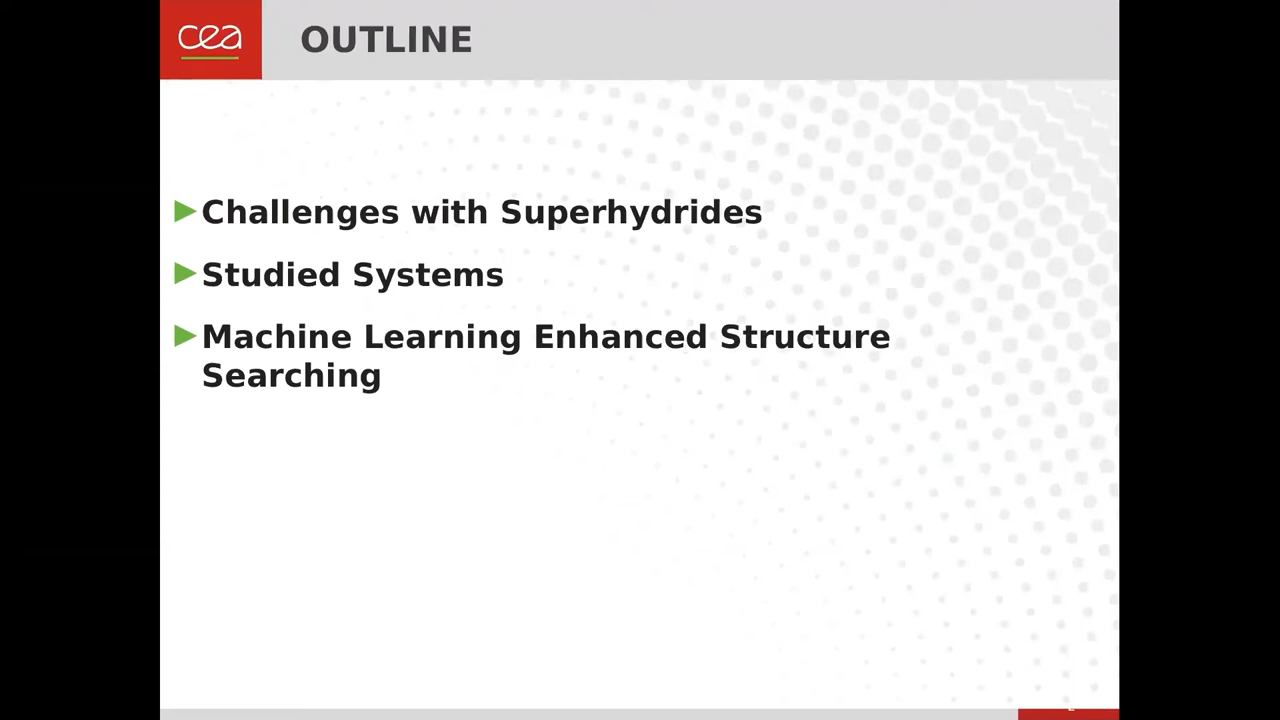 cea
OUTLINE
Challenges with Superhydrides
Studied Systems
Machine Learning Enhanced Structure
Searching